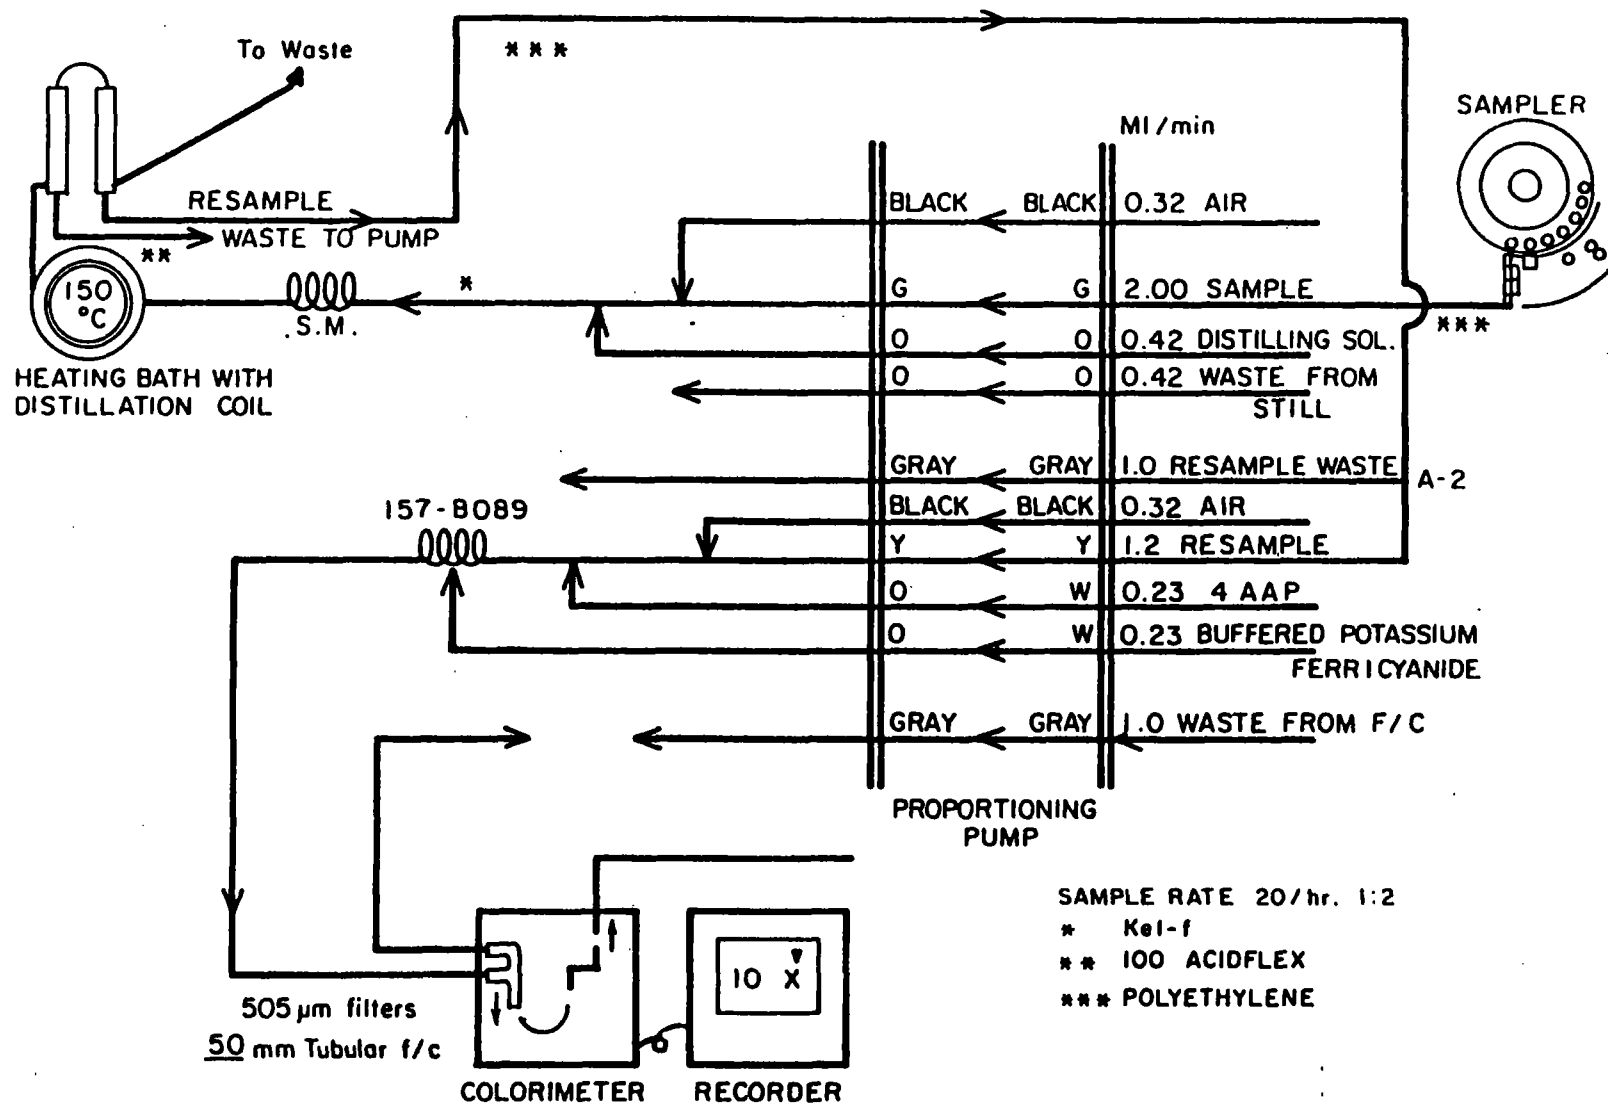 To Waste
***
SAMPLER
Ml/min
RESAMPLE
BLACK BLACK 0.32 AIR
WASTE TO PUMP
**
*
150
°C
G G 2.00 SAMPLE
***
.S.M.
O O 0.42 DISTILLING SOL.
HEATING BATH WITH
DISTILLATION COIL
O O 0.42 WASTE FROM
STILL
GRAY GRAY 1.0 RESAMPLE WASTE A-2
157-B089
BLACK BLACK 0.32 AIR
Y Y 1.2 RESAMPLE
O W 0.23 4 AAP
O W 0.23 BUFFERED POTASSIUM
FERRICYANIDE
GRAY GRAY 1.0 WASTE FROM F/C
PROPORTIONING
PUMP
SAMPLE RATE 20/hr. 1:2
* Kel-f
** 100 ACIDFLEX
*** POLYETHYLENE
10 X
505 µm filters
50 mm Tubular f/c
COLORIMETER
RECORDER